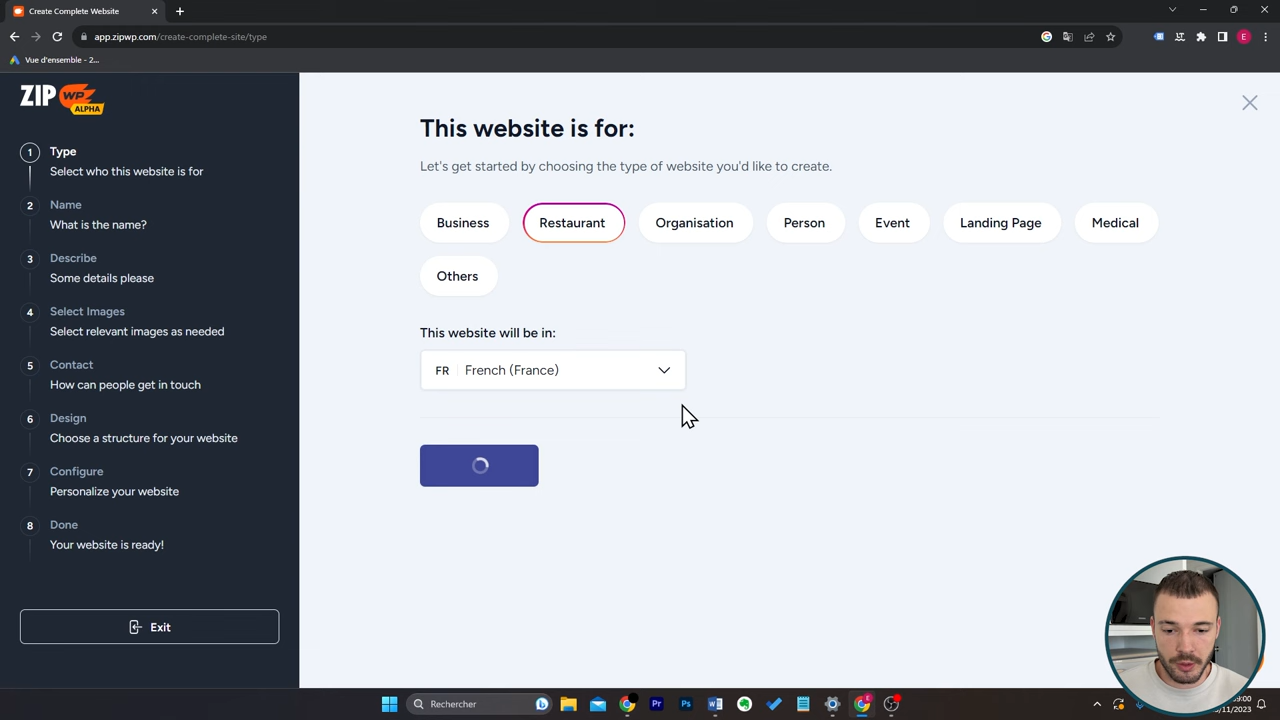 Create Complete Website
app.zipwp.com/create-complete-site/type
E
Vue d'ensemble - 2...
ZIP WP
ALPHA
1 Type
Select who this website is for
2 Name
What is the name?
3 Describe
Some details please
4 Select Images
Select relevant images as needed
5 Contact
How can people get in touch
6 Design
Choose a structure for your website
7 Configure
Personalize your website
8 Done
Your website is ready!
Exit
This website is for:
Let's get started by choosing the type of website you'd like to create.
Business Restaurant Organisation Person Event Landing Page Medical
Others
This website will be in:
FR French (France)
Rechercher
Pr
Ps